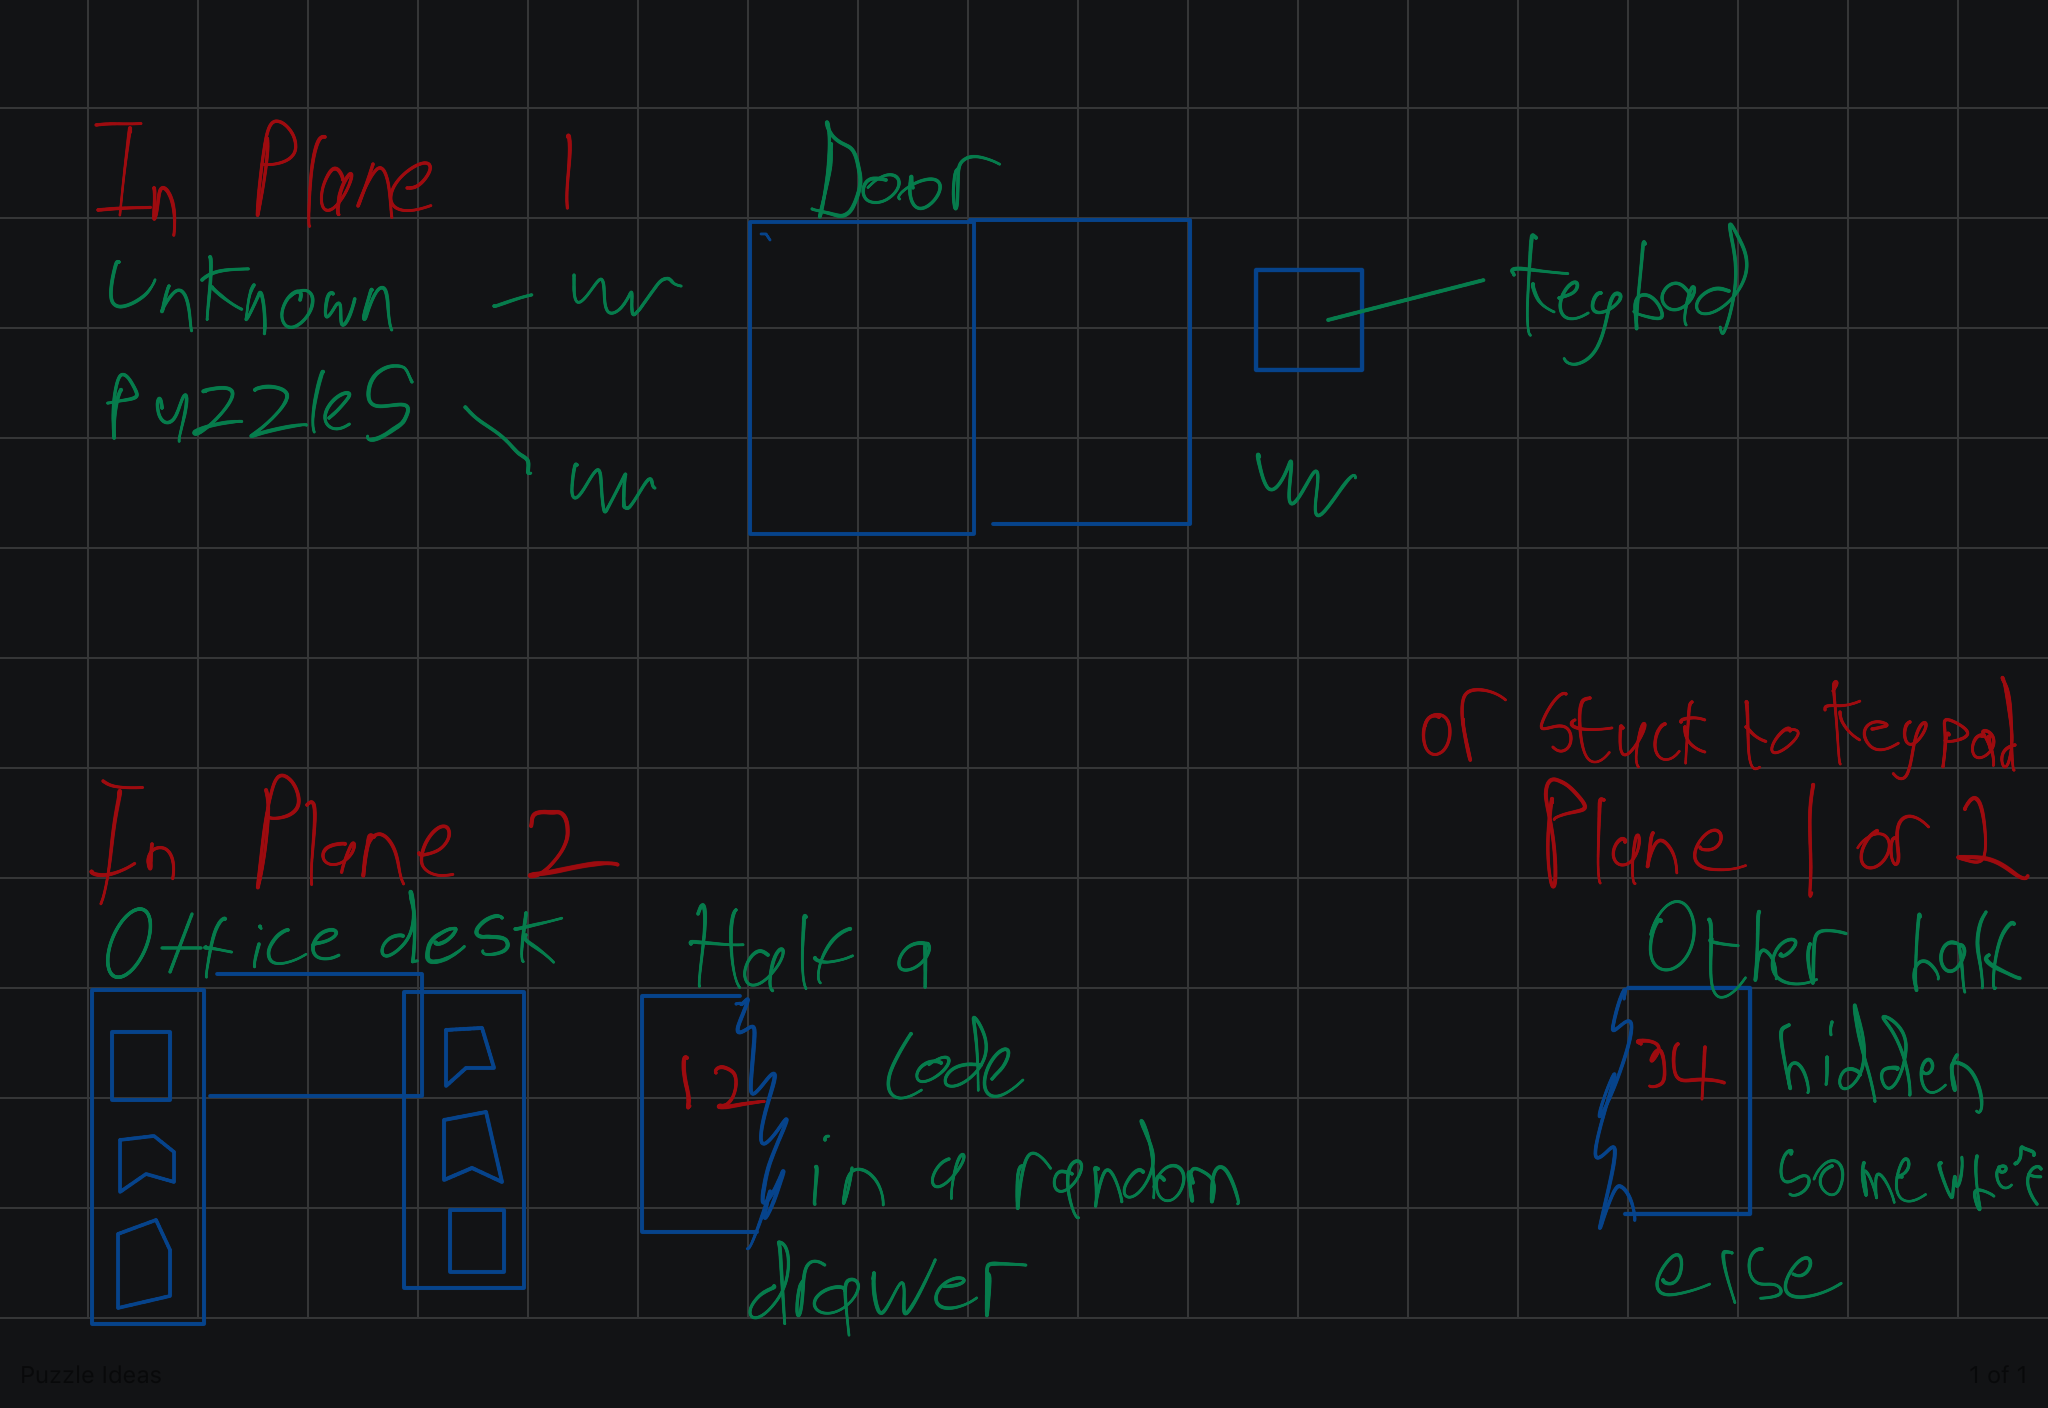 In Plane 1
Door
Unknown
Puzzles
Keypad
or stuck to keypad
In Plane 2
Plane 1 or 2
Office desk
Half a
Other half
12
code
34
hidden
in a random
somewhere
drawer
else
Puzzle Ideas
1 of 1